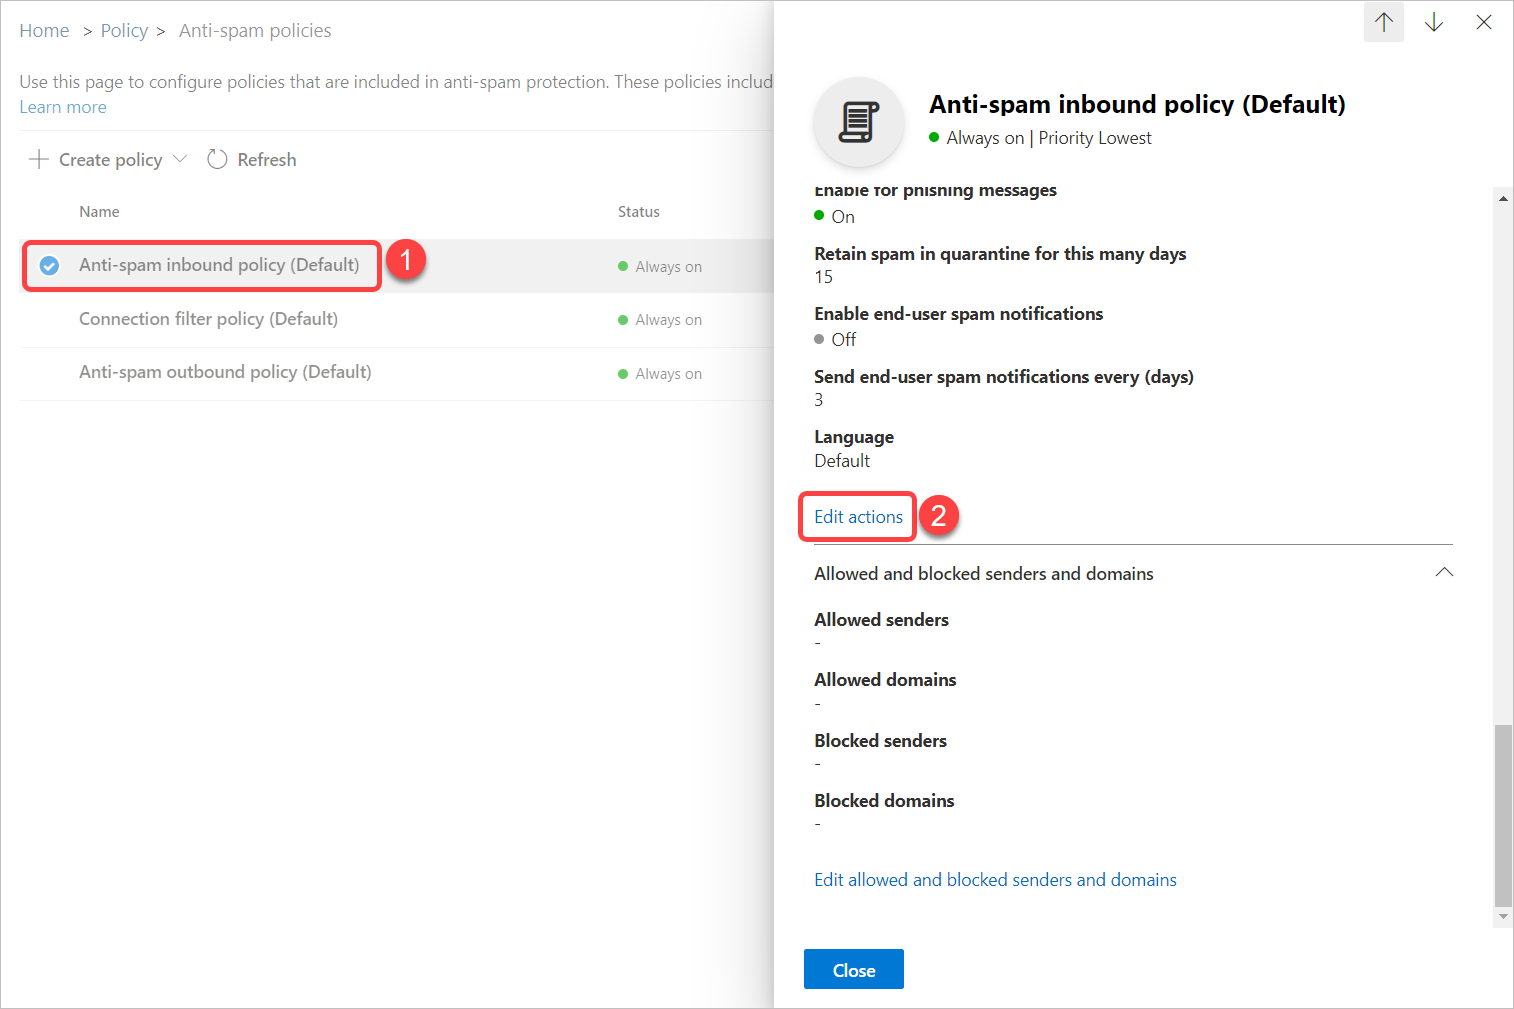 Home > Policy > Anti-spam policies
Use this page to configure policies that are included in anti-spam protection. These policies includ
Learn more
Create policy Refresh
Name Status
Anti-spam inbound policy (Default) 1 Always on
Connection filter policy (Default) Always on
Anti-spam outbound policy (Default) Always on
Anti-spam inbound policy (Default)
Always on | Priority Lowest
Enable for phishing messages
On
Retain spam in quarantine for this many days
15
Enable end-user spam notifications
Off
Send end-user spam notifications every (days)
3
Language
Default
Edit actions 2
Allowed and blocked senders and domains
Allowed senders
-
Allowed domains
-
Blocked senders
-
Blocked domains
-
Edit allowed and blocked senders and domains
Close